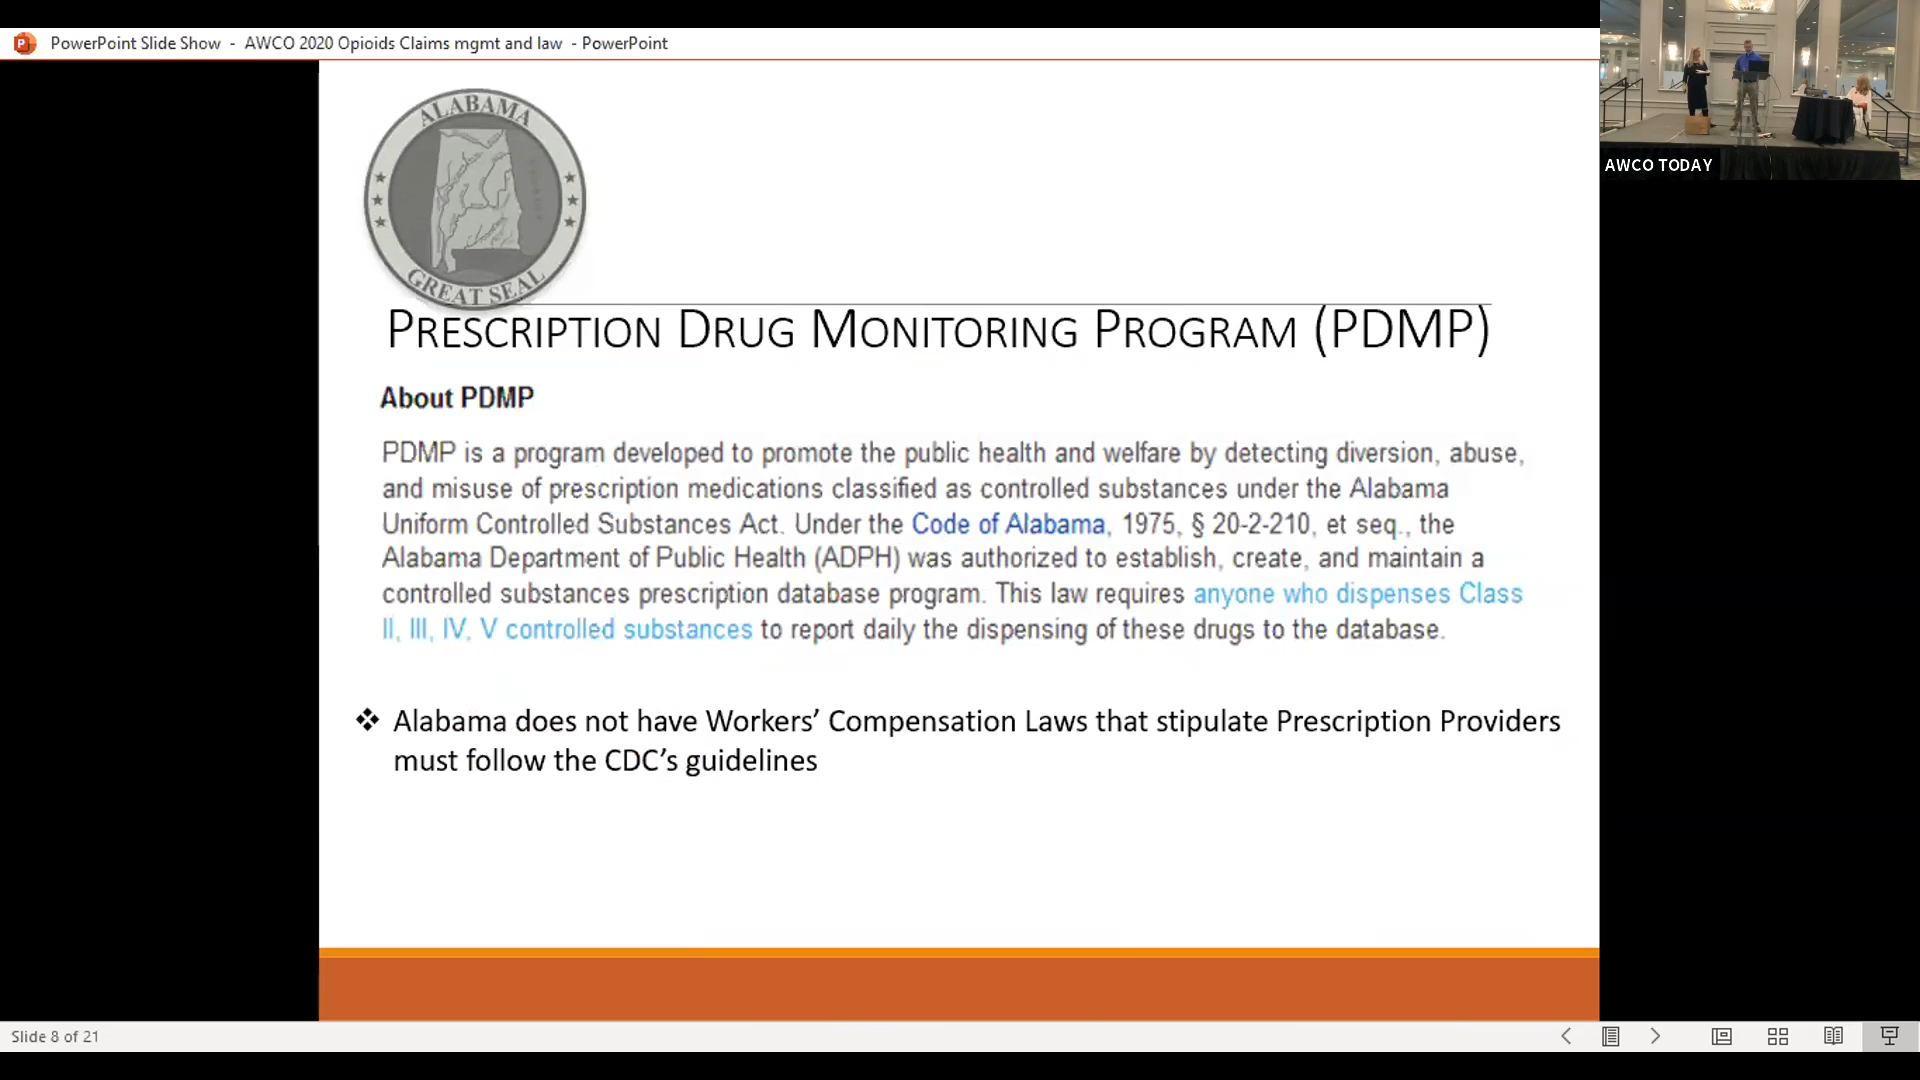 PowerPoint Slide Show - AWCO 2020 Opioids Claims mgmt and law - PowerPoint
AWCO TODAY
ALABAMA
GREAT SEAL
PRESCRIPTION DRUG MONITORING PROGRAM (PDMP)
About PDMP
PDMP is a program developed to promote the public health and welfare by detecting diversion, abuse,
and misuse of prescription medications classified as controlled substances under the Alabama
Uniform Controlled Substances Act. Under the Code of Alabama, 1975, § 20-2-210, et seq., the
Alabama Department of Public Health (ADPH) was authorized to establish, create, and maintain a
controlled substances prescription database program. This law requires anyone who dispenses Class
II, III, IV, V controlled substances to report daily the dispensing of these drugs to the database.
❖ Alabama does not have Workers’ Compensation Laws that stipulate Prescription Providers
must follow the CDC’s guidelines
Slide 8 of 21